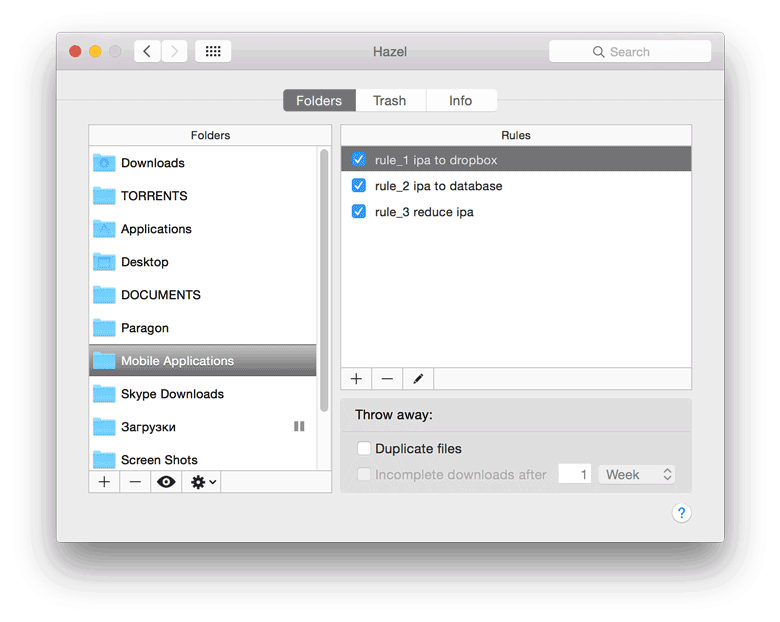 Hazel
Search
Folders Trash Info
Folders
Downloads
TORRENTS
Applications
Desktop
DOCUMENTS
Paragon
Mobile Applications
Skype Downloads
Загрузки
Screen Shots
Rules
rule_1 ipa to dropbox
rule_2 ipa to database
rule_3 reduce ipa
Throw away:
Duplicate files
Incomplete downloads after 1 Week
?